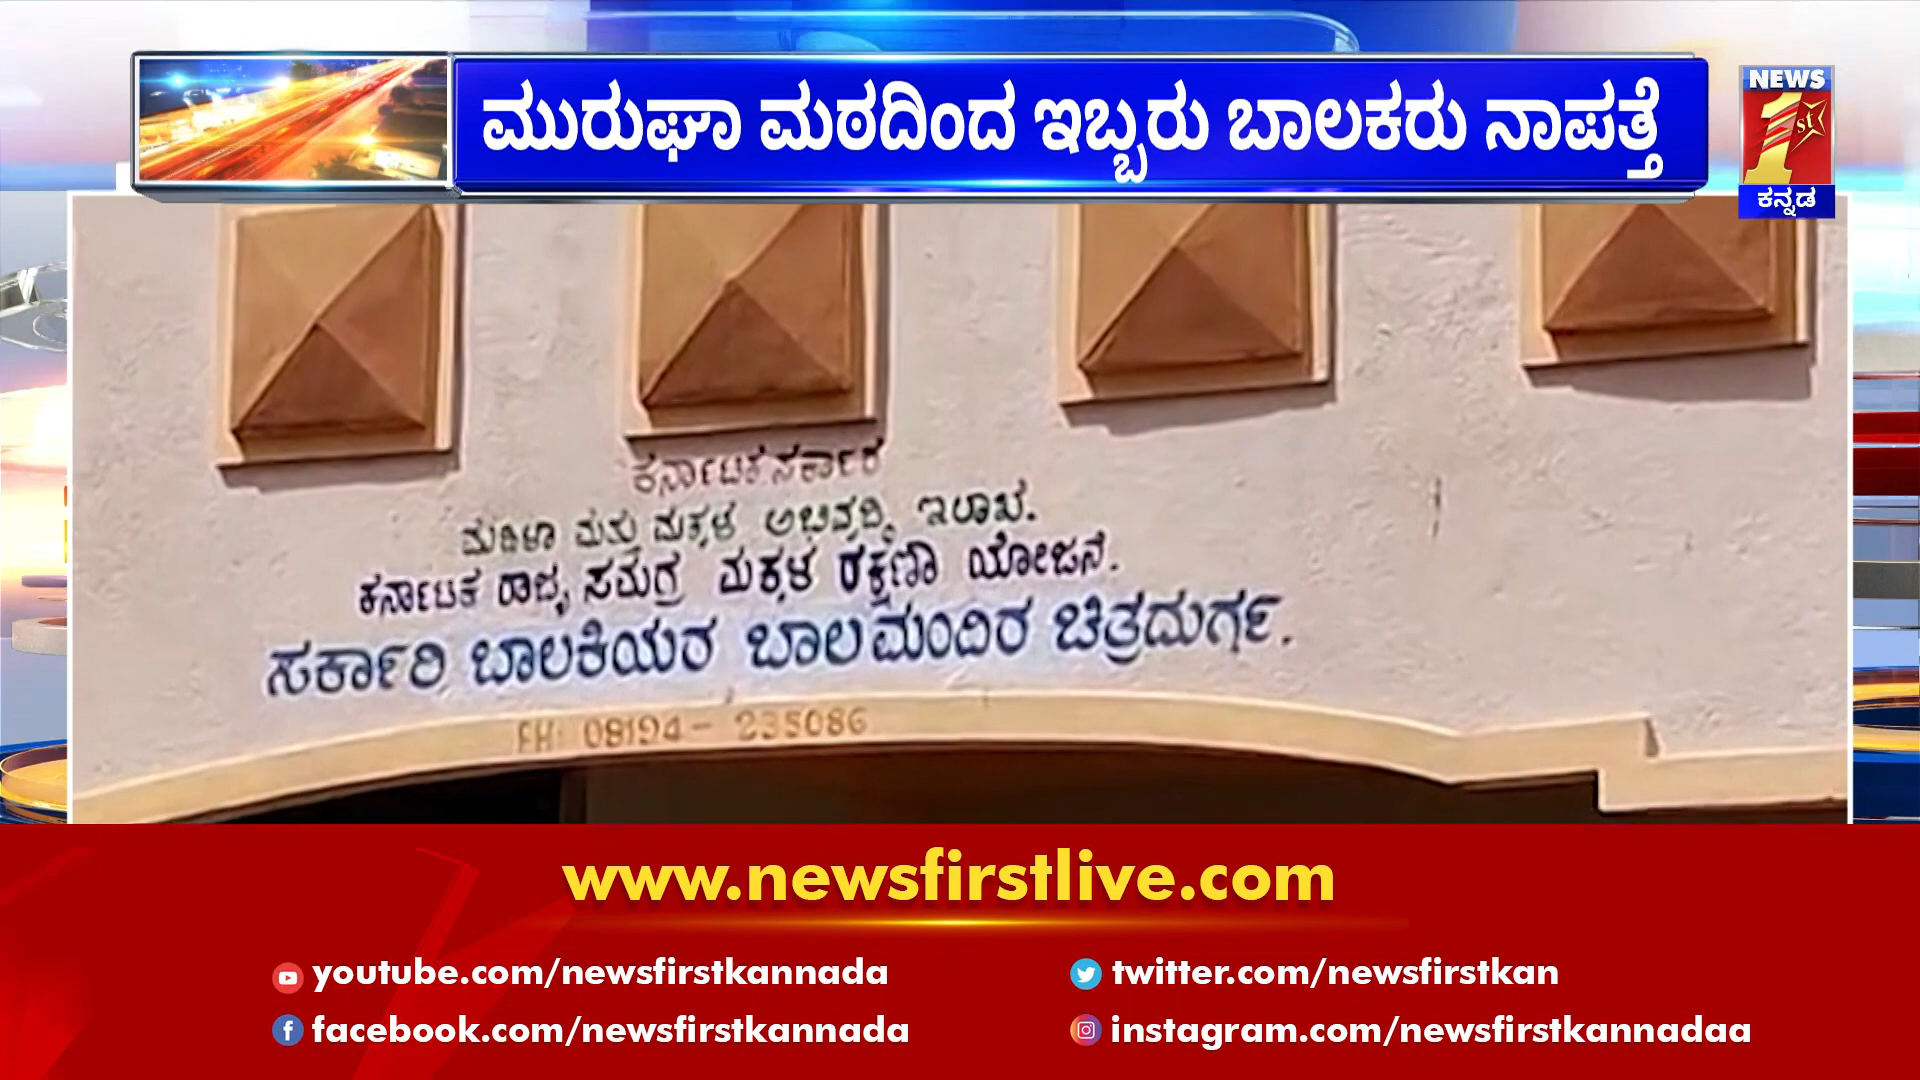 ಮುರುಘಾ ಮಠದಿಂದ ಇಬ್ಬರು ಬಾಲಕರು ನಾಪತ್ತೆ
NEWS
1st
ಕನ್ನಡ
ಕರ್ನಾಟಕ ಸರ್ಕಾರ
ಮಹಿಳಾ ಮತ್ತು ಮಕ್ಕಳ ಅಭಿವೃದ್ಧಿ ಇಲಾಖೆ.
ಕರ್ನಾಟಕ ರಾಜ್ಯ ಸಮಗ್ರ ಮಕ್ಕಳ ರಕ್ಷಣಾ ಯೋಜನೆ.
ಸರ್ಕಾರಿ ಬಾಲಕಿಯರ ಬಾಲಮಂದಿರ ಚಿತ್ರದುರ್ಗ.
PH: 08194-235086
www.newsfirstlive.com
youtube.com/newsfirstkannada
twitter.com/newsfirstkan
facebook.com/newsfirstkannada
instagram.com/newsfirstkannadaa